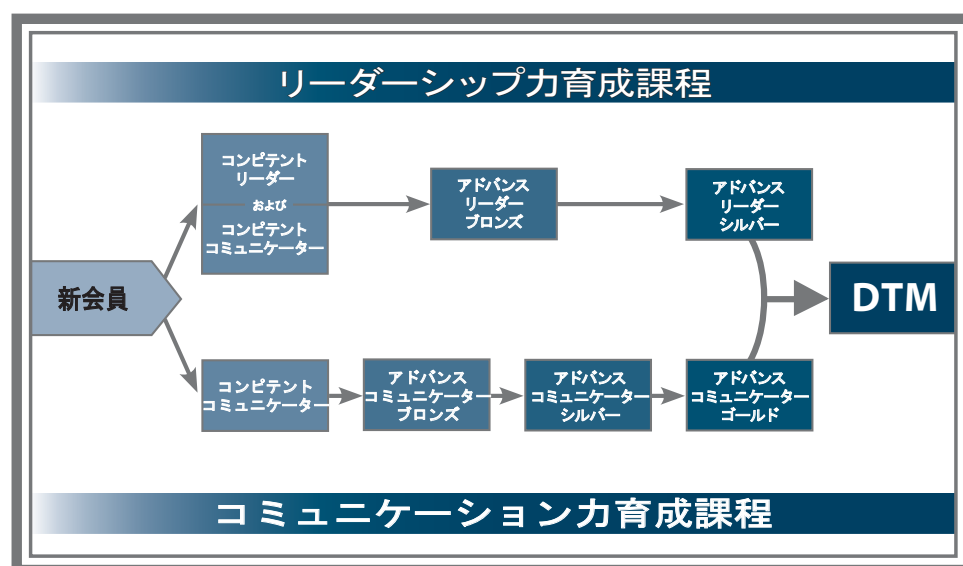 リーダーシップ力育成課程
コンピテント
リーダー
および
コンピテント
コミュニケーター
アドバンス
リーダー
ブロンズ
アドバンス
リーダー
シルバー
新会員
DTM
コンピテント
コミュニケーター
アドバンス
コミュニケーター
ブロンズ
アドバンス
コミュニケーター
シルバー
アドバンス
コミュニケーター
ゴールド
コミュニケーション力育成課程